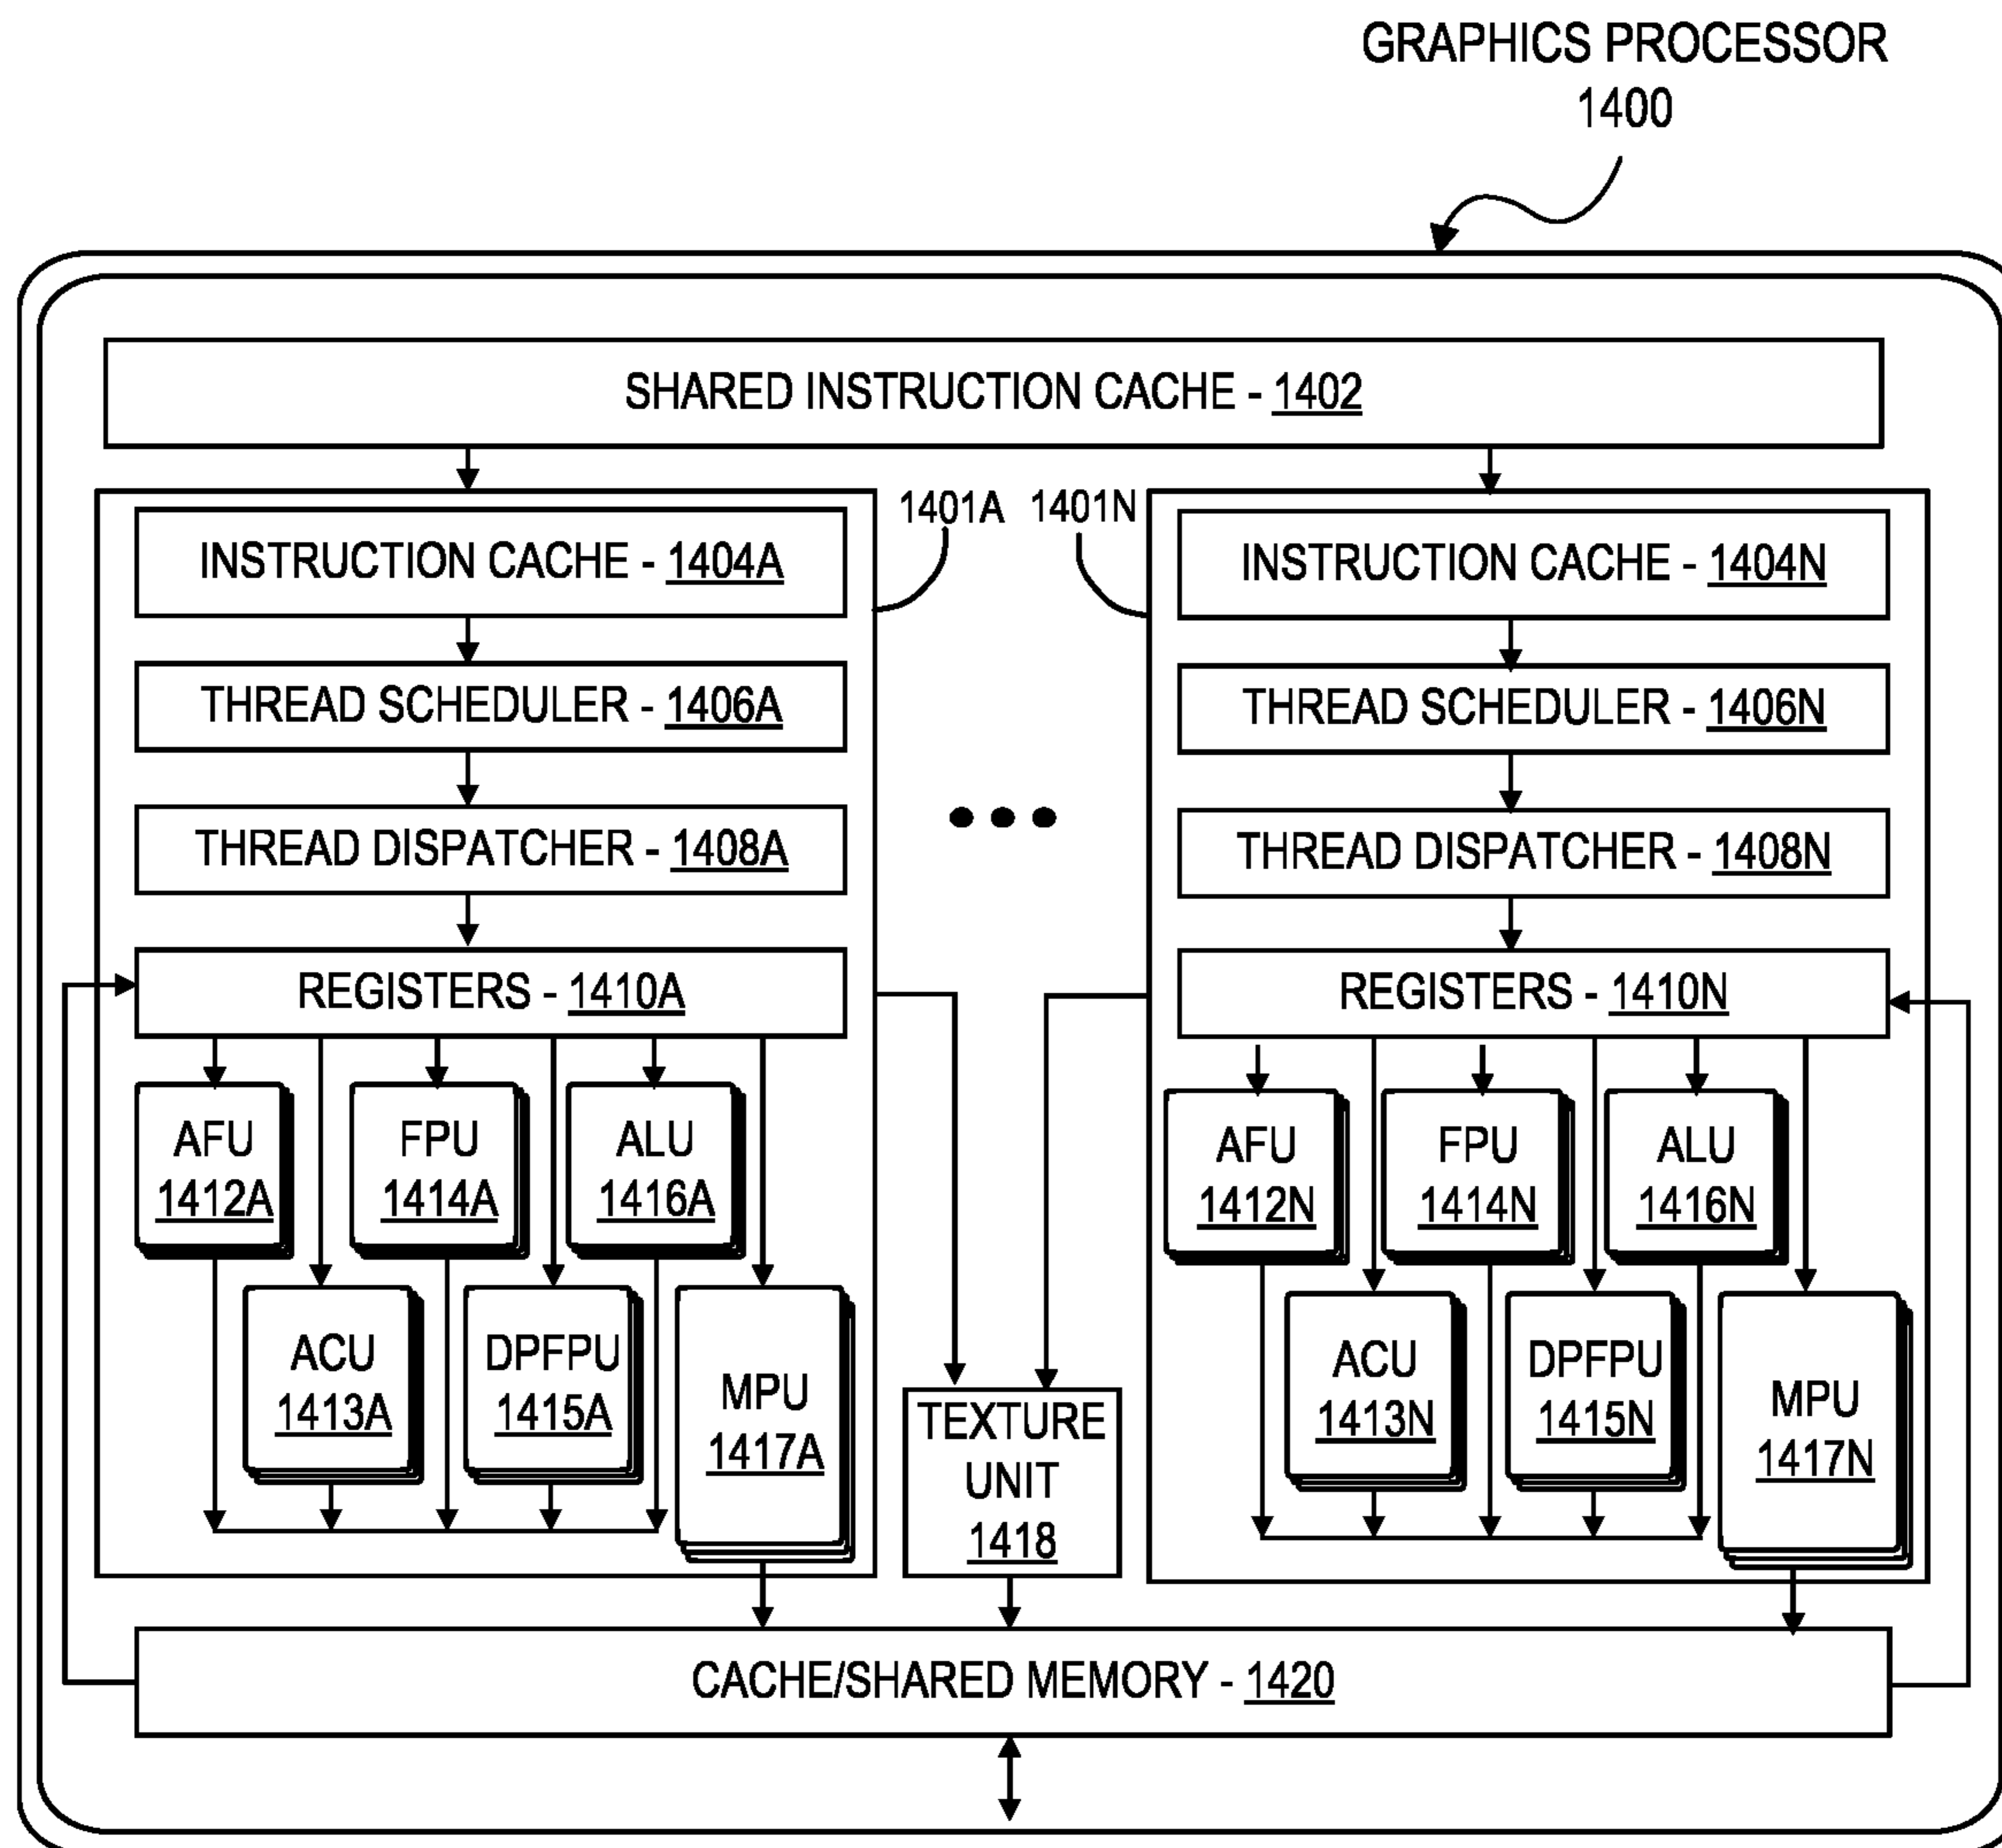 GRAPHICS PROCESSOR
1400
SHARED INSTRUCTION CACHE - 1402
1401A
1401N
INSTRUCTION CACHE - 1404A
THREAD SCHEDULER - 1406A
THREAD DISPATCHER - 1408A
REGISTERS - 1410A
AFU
1412A
FPU
1414A
ALU
1416A
ACU
1413A
DPFPU
1415A
MPU
1417A
TEXTURE
UNIT
1418
INSTRUCTION CACHE - 1404N
THREAD SCHEDULER - 1406N
THREAD DISPATCHER - 1408N
REGISTERS - 1410N
AFU
1412N
FPU
1414N
ALU
1416N
ACU
1413N
DPFPU
1415N
MPU
1417N
CACHE/SHARED MEMORY - 1420